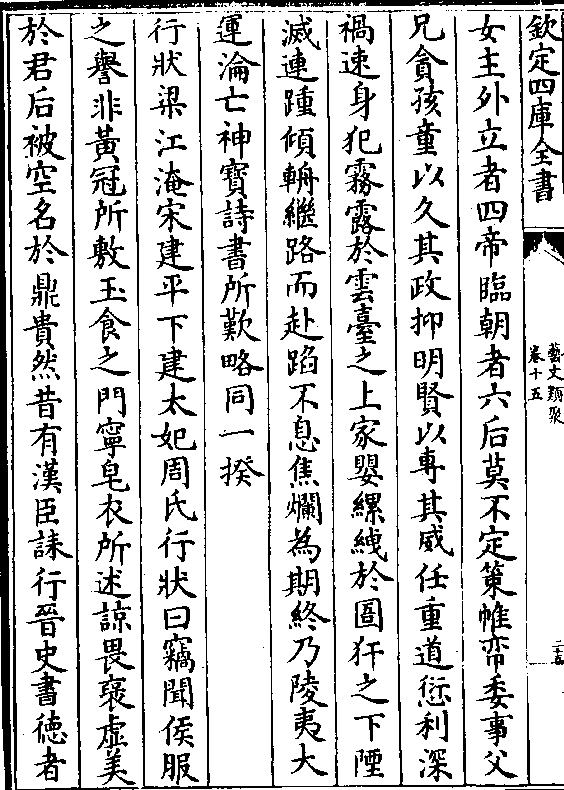 欽定四庫全書
藝文類聚
卷十五
二十五
女主外立者四帝臨朝者六后莫不定策帷帟委事父
兄貪孩童以久其政抑明賢以専其威任重道悠利深
禍速身犯霧露於雲臺之上家嬰縲絏於圄犴之下陻
滅連踵傾輈繼路而赴蹈不息焦爛為期終乃陵夷大
運淪亡神寳詩書所歎略同一揆
行狀梁江淹宋建平下建太妃周氏行狀曰竊聞侯服
之譽非黃冠所敷玉食之門寧皂衣所述諒畏褒虛美
於君后被空名於鼎貴然昔有漢臣誄行晉史書徳者